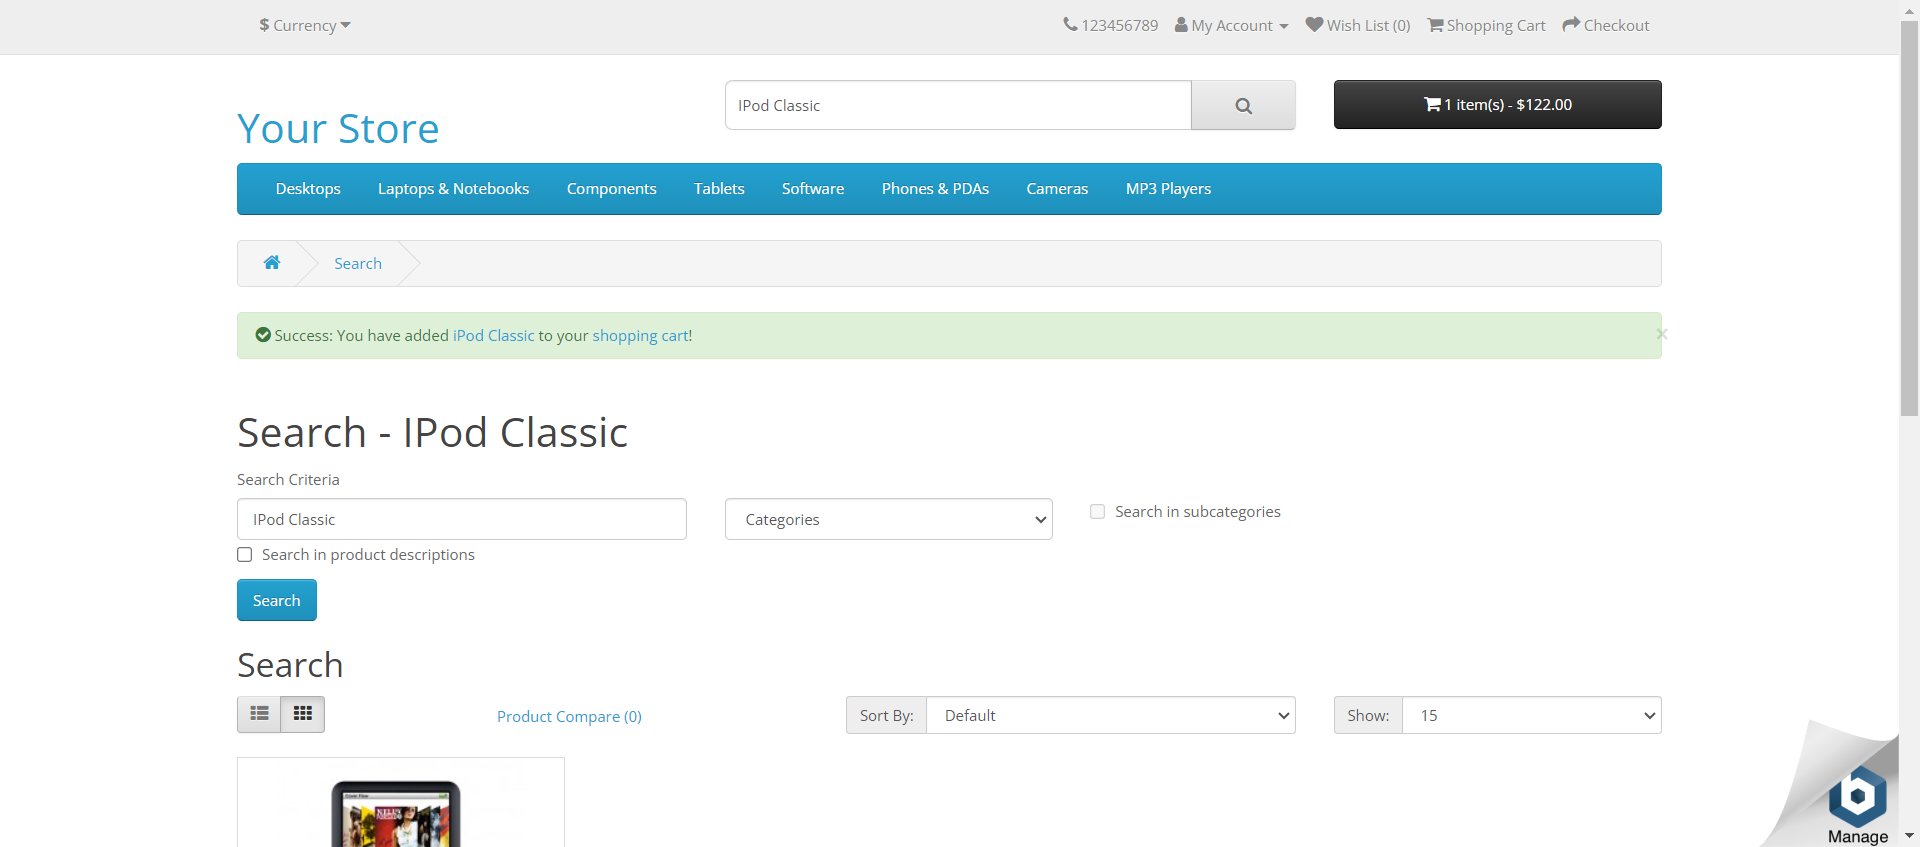 $ Currency
123456789 My Account Wish List (0) Shopping Cart Checkout
Your Store
IPod Classic
1 item(s) - $122.00
Desktops Laptops & Notebooks Components Tablets Software Phones & PDAs Cameras MP3 Players
Search
Success: You have added iPod Classic to your shopping cart!
×
Search - IPod Classic
Search Criteria
IPod Classic
Categories
Search in subcategories
Search in product descriptions
Search
Search
Product Compare (0)
Sort By: Default
Show: 15
Manage